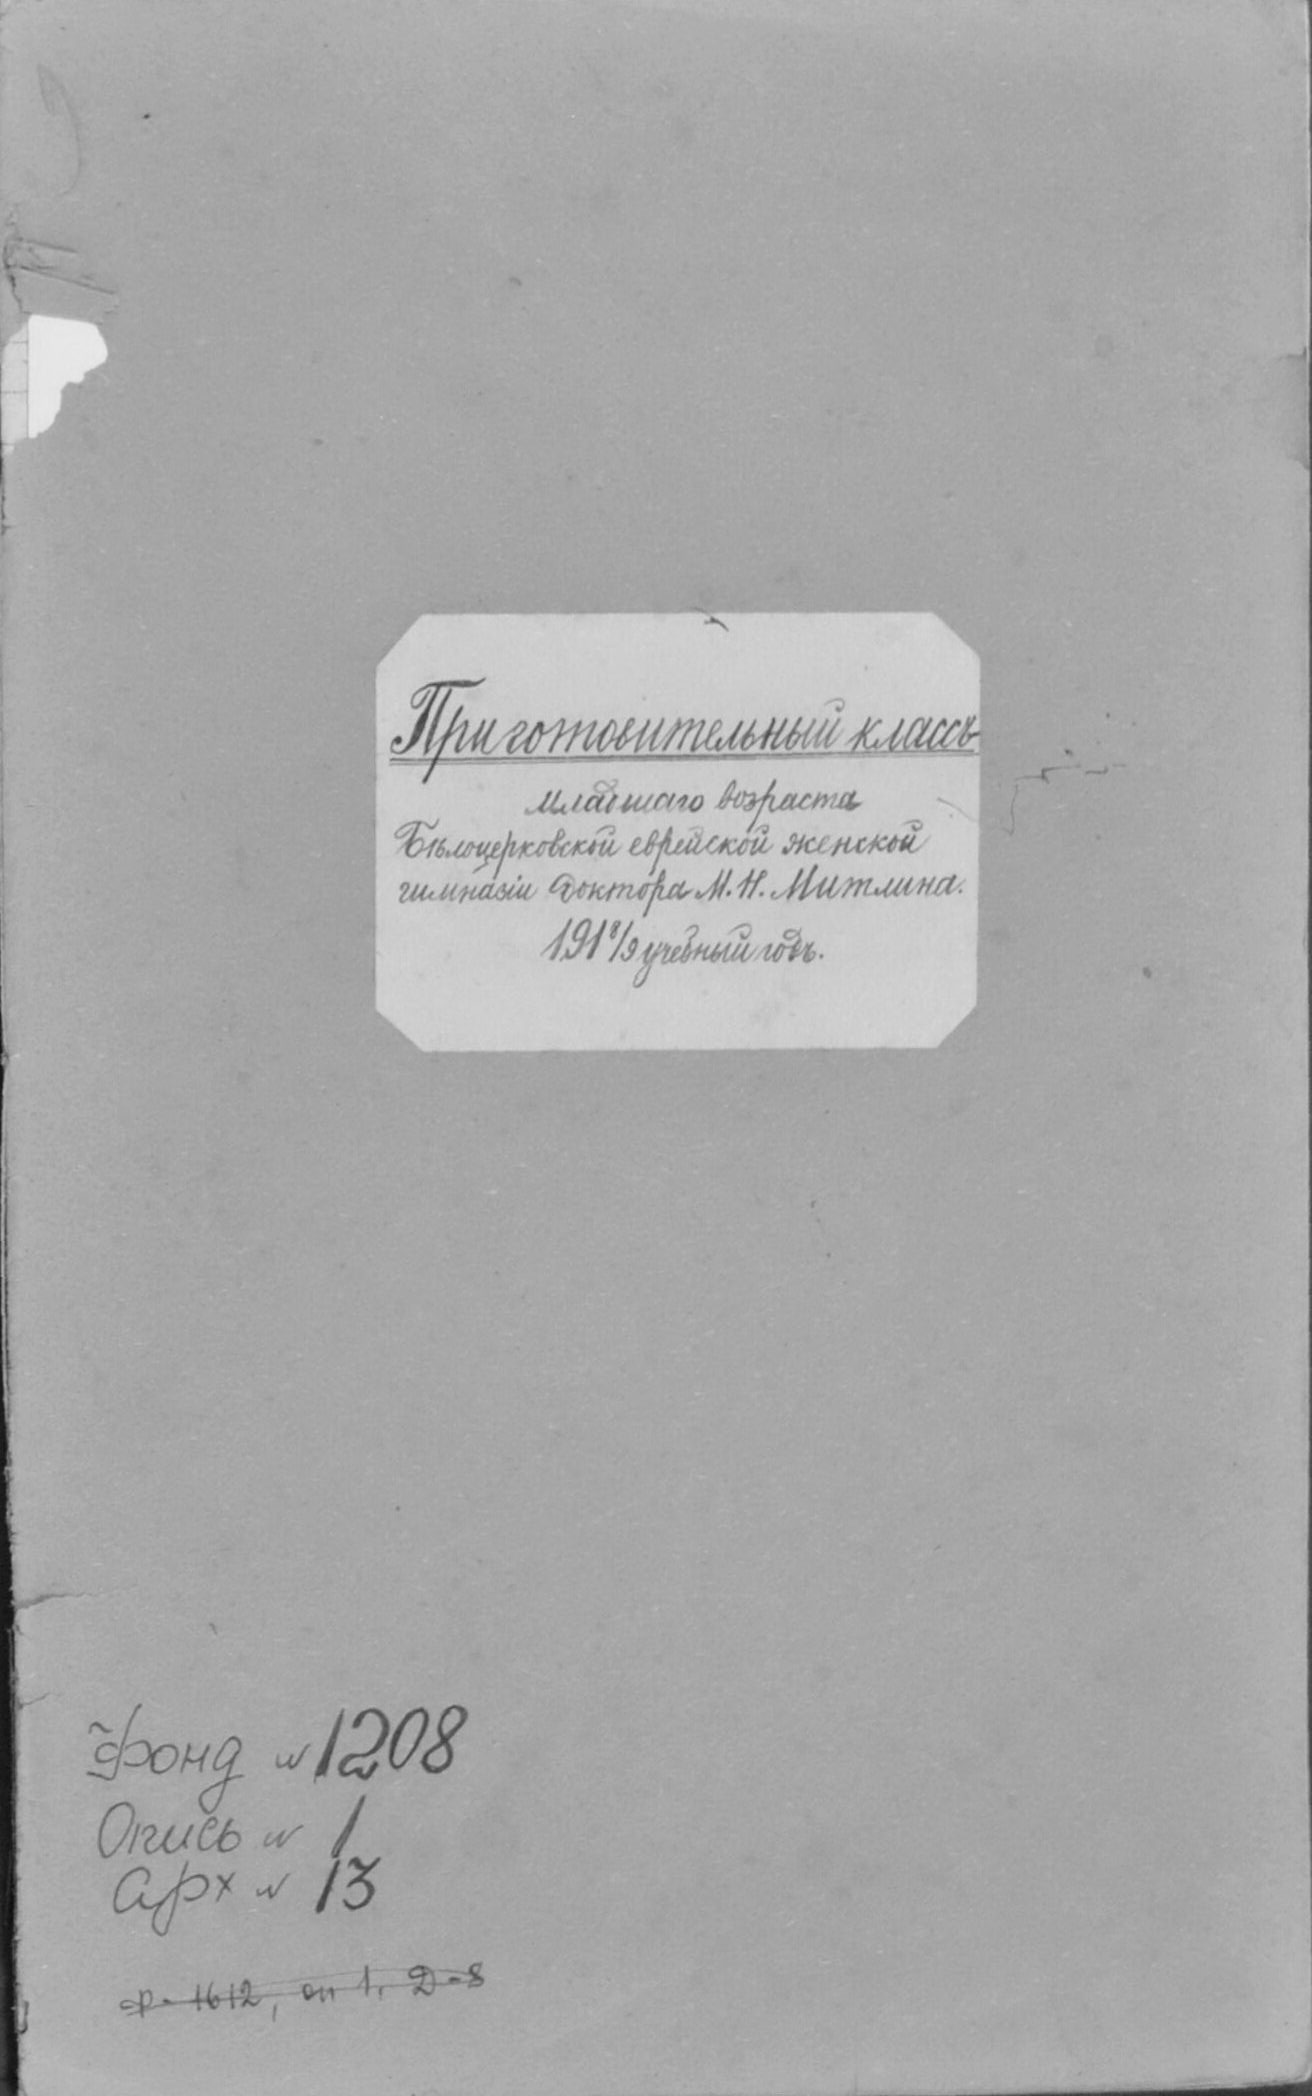 Приготовительный классъ
младшаго возраста
Бѣлоцерковской еврейской женской
гимназіи доктора М. Н. Митлина.
191⁸/9 учебный годъ.
Фонд № 1208
Опись № 1
Арх № 13
Ф-1612, оп 1, Д-8